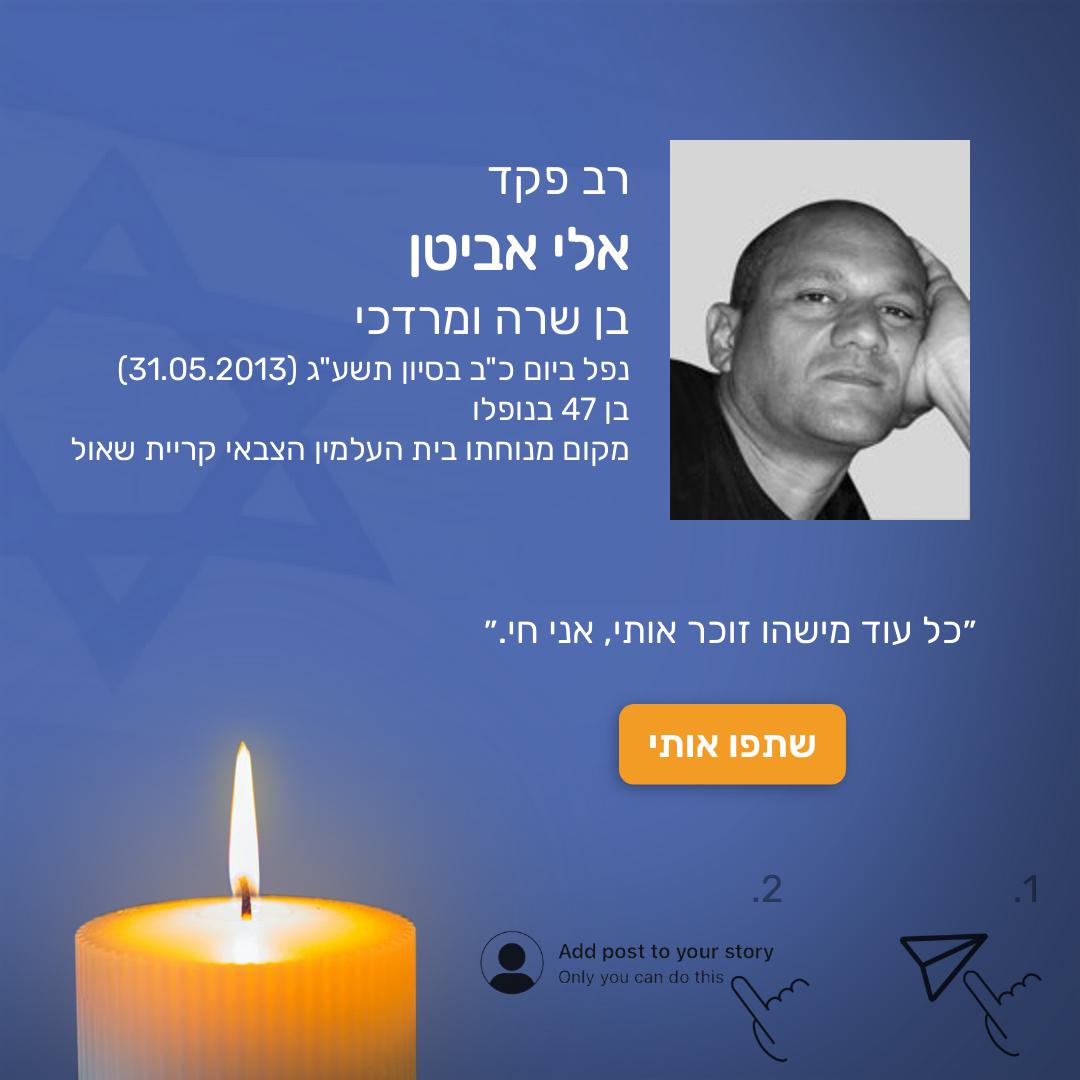 רב פקד
אלי אביטן
בן שרה ומרדכי
נפל ביום כ"ב בסיון תשע"ג (31.05.2013)
בן 47 בנופלו
מקום מנוחתו בית העלמין הצבאי קריית שאול
״כל עוד מישהו זוכר אותי, אני חי.״
שתפו אותי
.1
.2
Add post to your story
Only you can do this